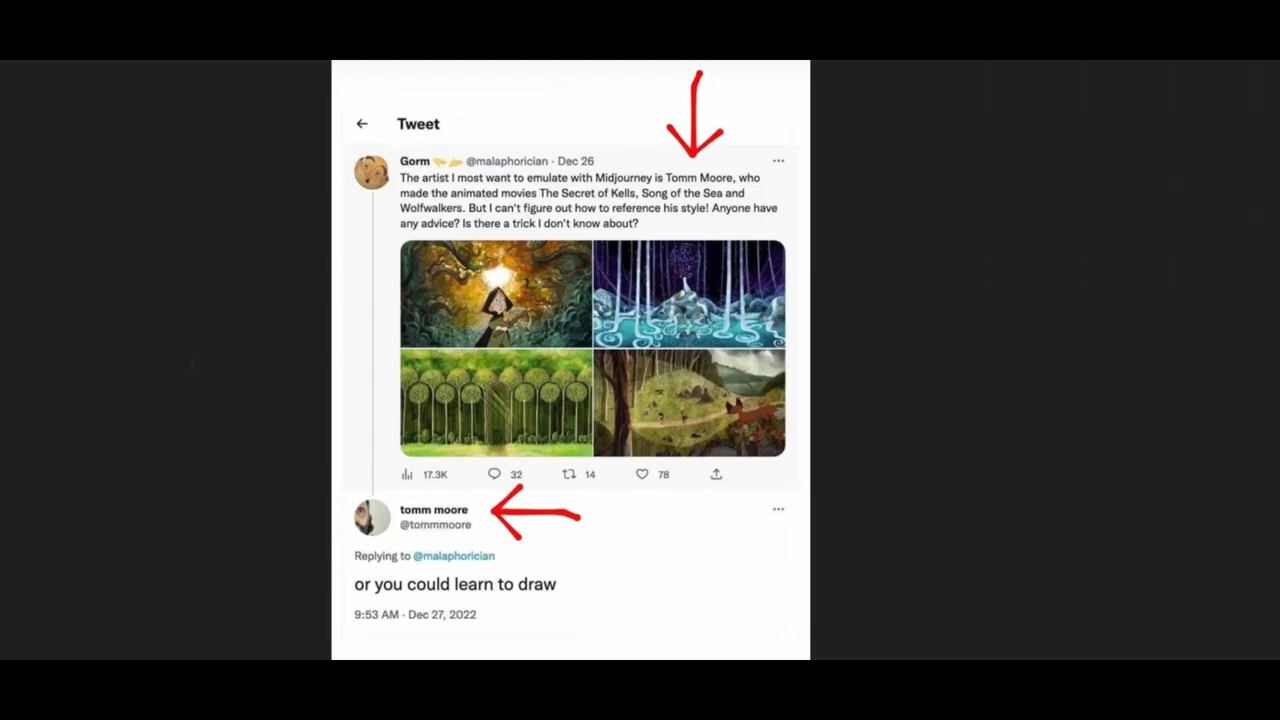 Tweet
Gorm @malaphorician · Dec 26
The artist I most want to emulate with Midjourney is Tomm Moore, who
made the animated movies The Secret of Kells, Song of the Sea and
Wolfwalkers. But I can't figure out how to reference his style! Anyone have
any advice? Is there a trick I don't know about?
17.3K 32 14 78
tomm moore
@tommmoore
Replying to @malaphorician
or you could learn to draw
9:53 AM · Dec 27, 2022